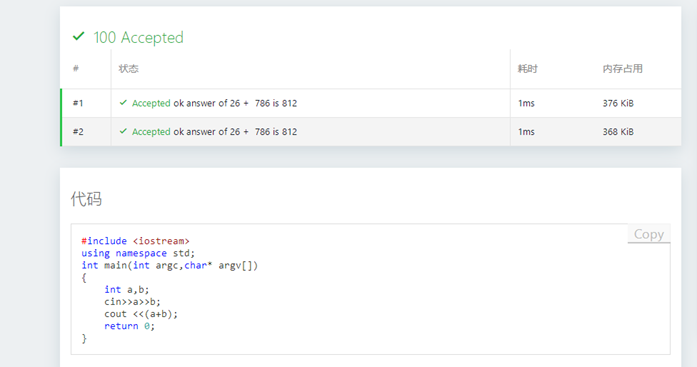 100 Accepted
# 状态 耗时 内存占用
#1 Accepted ok answer of 26 +  786 is 812 1ms 376 KiB
#2 Accepted ok answer of 26 +  786 is 812 1ms 368 KiB
代码
Copy
#include <iostream>
using namespace std;
int main(int argc,char* argv[])
{
    int a,b;
    cin>>a>>b;
    cout <<(a+b);
    return 0;
}